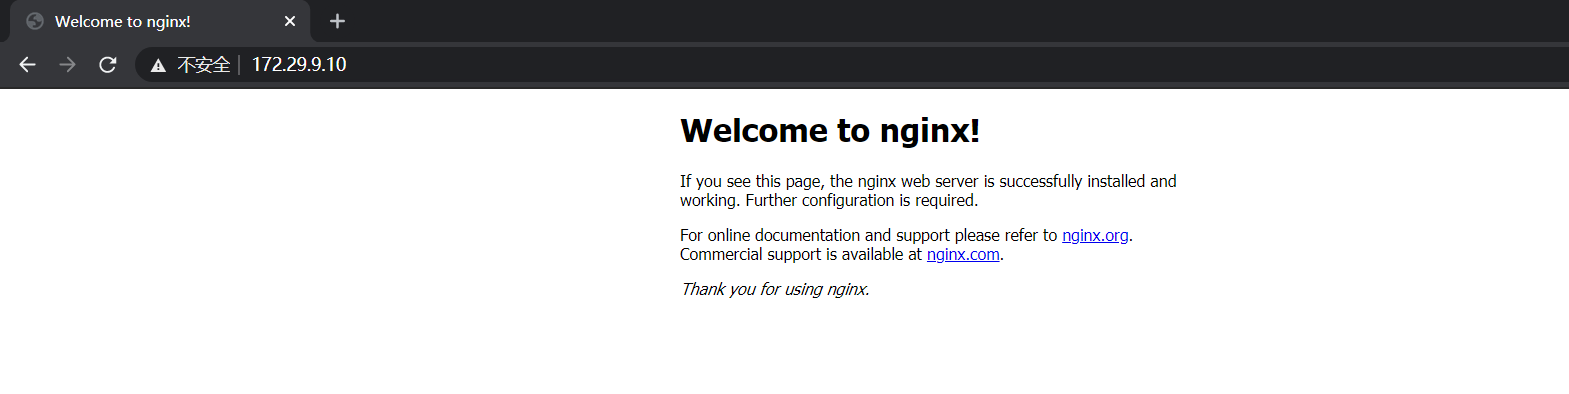 Welcome to nginx!
不安全 172.29.9.10
Welcome to nginx!
If you see this page, the nginx web server is successfully installed and
working. Further configuration is required.
For online documentation and support please refer to nginx.org.
Commercial support is available at nginx.com.
Thank you for using nginx.